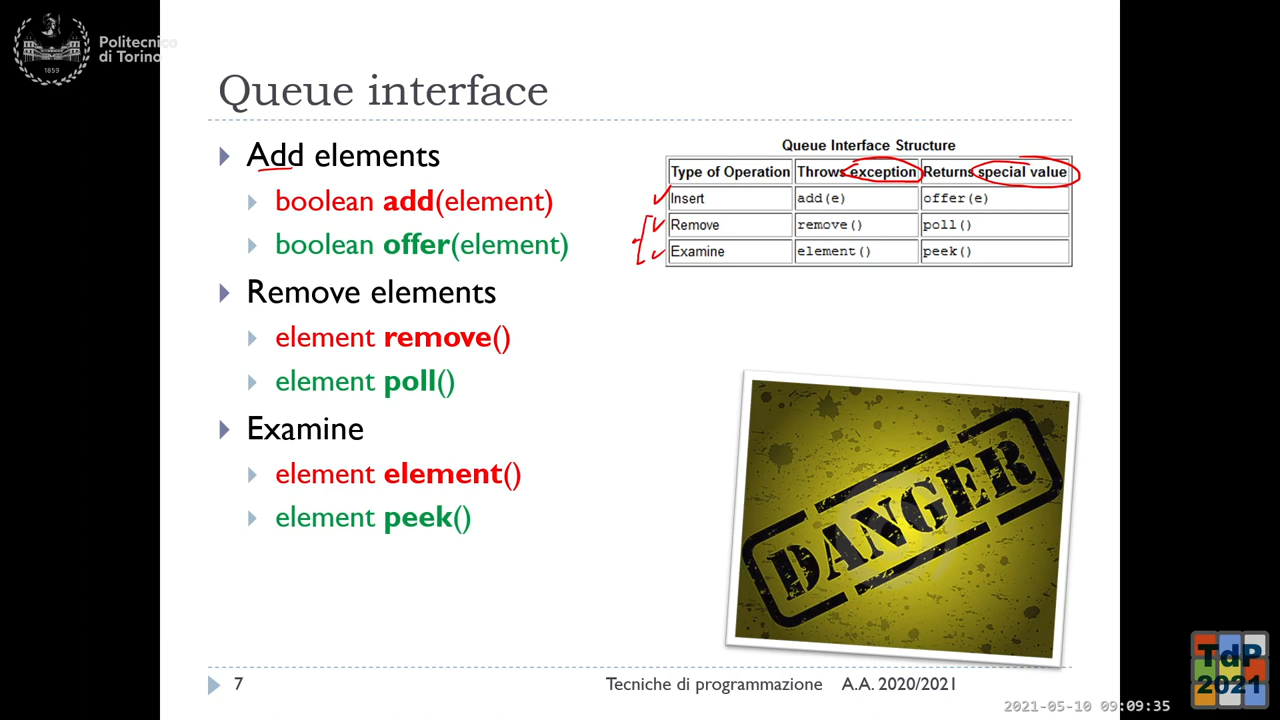 Politecnico
di Torino
1859
Queue interface
Add elements
boolean add(element)
boolean offer(element)
Remove elements
element remove()
element poll()
Examine
element element()
element peek()
Queue Interface Structure
Type of Operation Throws exception Returns special value
Insert add(e) offer(e)
Remove remove() poll()
Examine element() peek()
DANGER
7 Tecniche di programmazione A.A. 2020/2021
TdP
2021
2021-05-10 09:09:35